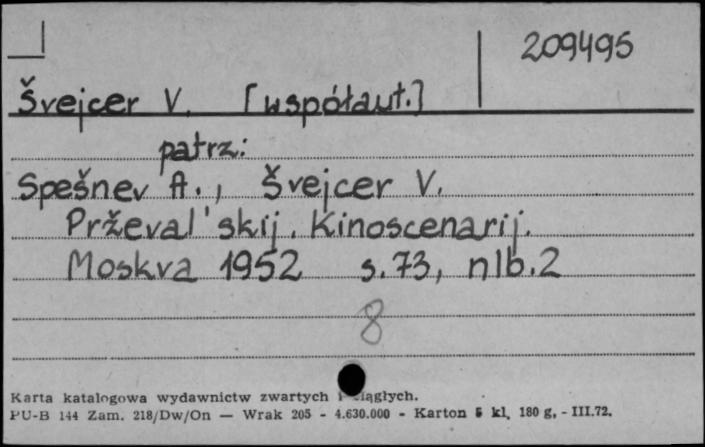 209495
Švejcer V. [współaut.]
patrz:
Spešnev A., Švejcer V.
Prževal'skij. Kinoscenarij.
Moskva 1952 s. 73, nlb. 2
8
Karta katalogowa wydawnictw zwartych i ciągłych.
PU-B 144 Zam. 218/Dw/On — Wrak 205 - 4.630.000 - Karton 5 kl, 180 g, - III.72.